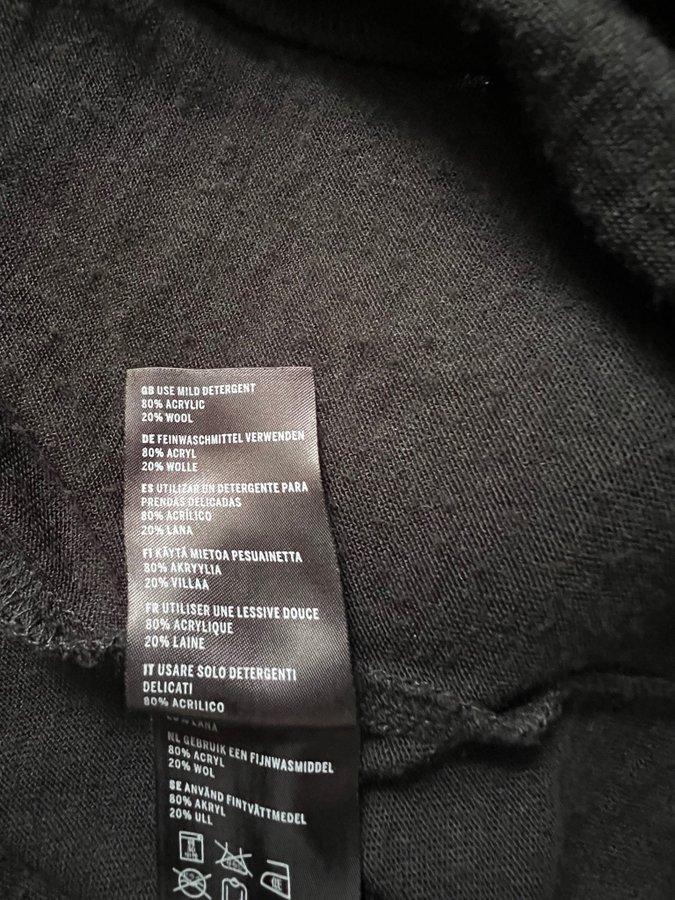 GB USE MILD DETERGENT
80% ACRYLIC
20% WOOL
DE FEINWASCHMITTEL VERWENDEN
80% ACRYL
20% WOLLE
ES UTILIZAR UN DETERGENTE PARA
PRENDAS DELICADAS
80% ACRÍLICO
20% LANA
FI KÄYTÄ MIETOA PESUAINETTA
80% AKRYYLIA
20% VILLAA
FR UTILISER UNE LESSIVE DOUCE
80% ACRYLIQUE
20% LAINE
IT USARE SOLO DETERGENTI
DELICATI
80% ACRILICO
20% LANA
NL GEBRUIK EEN FIJNWASMIDDEL
80% ACRYL
20% WOL
SE ANVÄND FINTVÄTTMEDEL
80% AKRYL
20% ULL